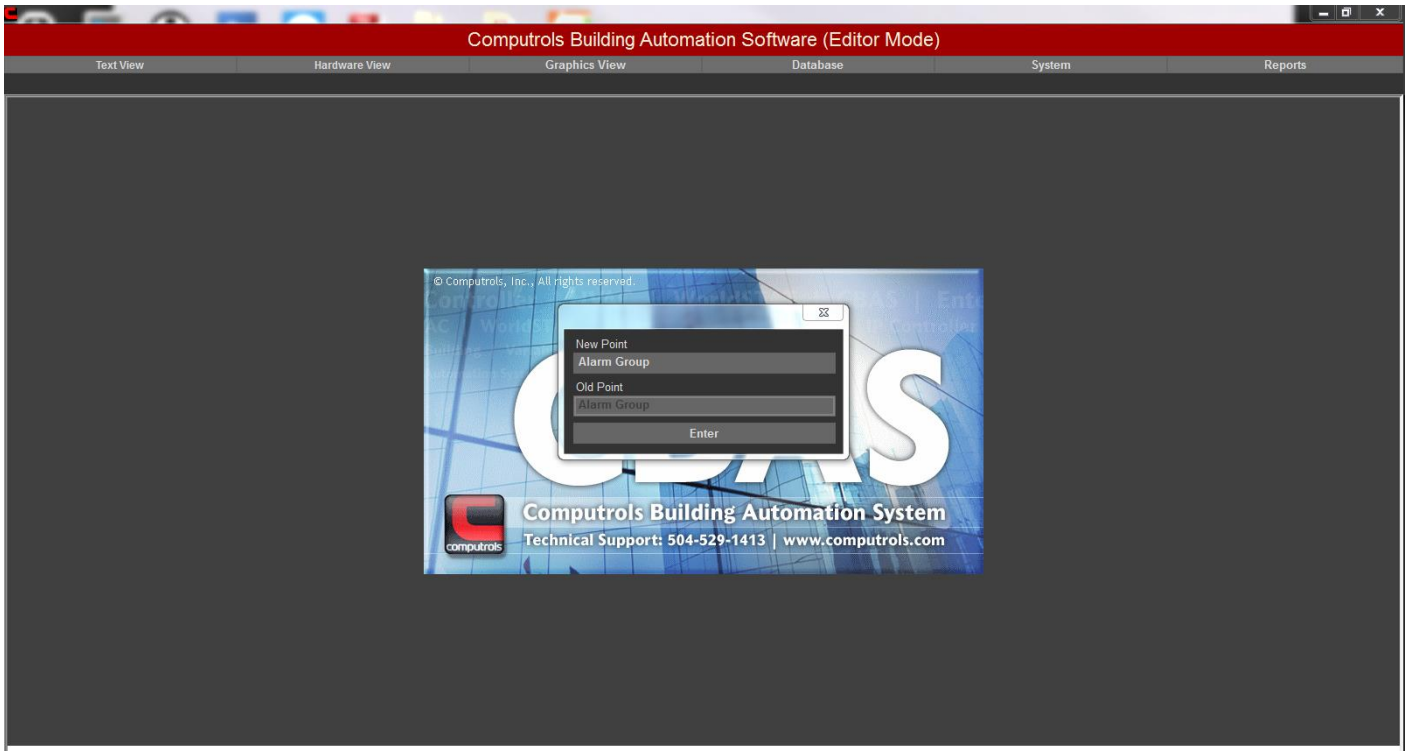 Computrols Building Automation Software (Editor Mode)
Text View Hardware View Graphics View Database System Reports
© Computrols, Inc., All rights reserved.
New Point
Alarm Group
Old Point
Alarm Group
Enter
CBAS
Computrols Building Automation System
Technical Support: 504-529-1413 | www.computrols.com
computrols